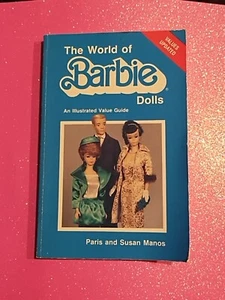 The World of
Barbie
®
Dolls
VALUES
UPDATED
An Illustrated Value Guide
Paris and Susan Manos